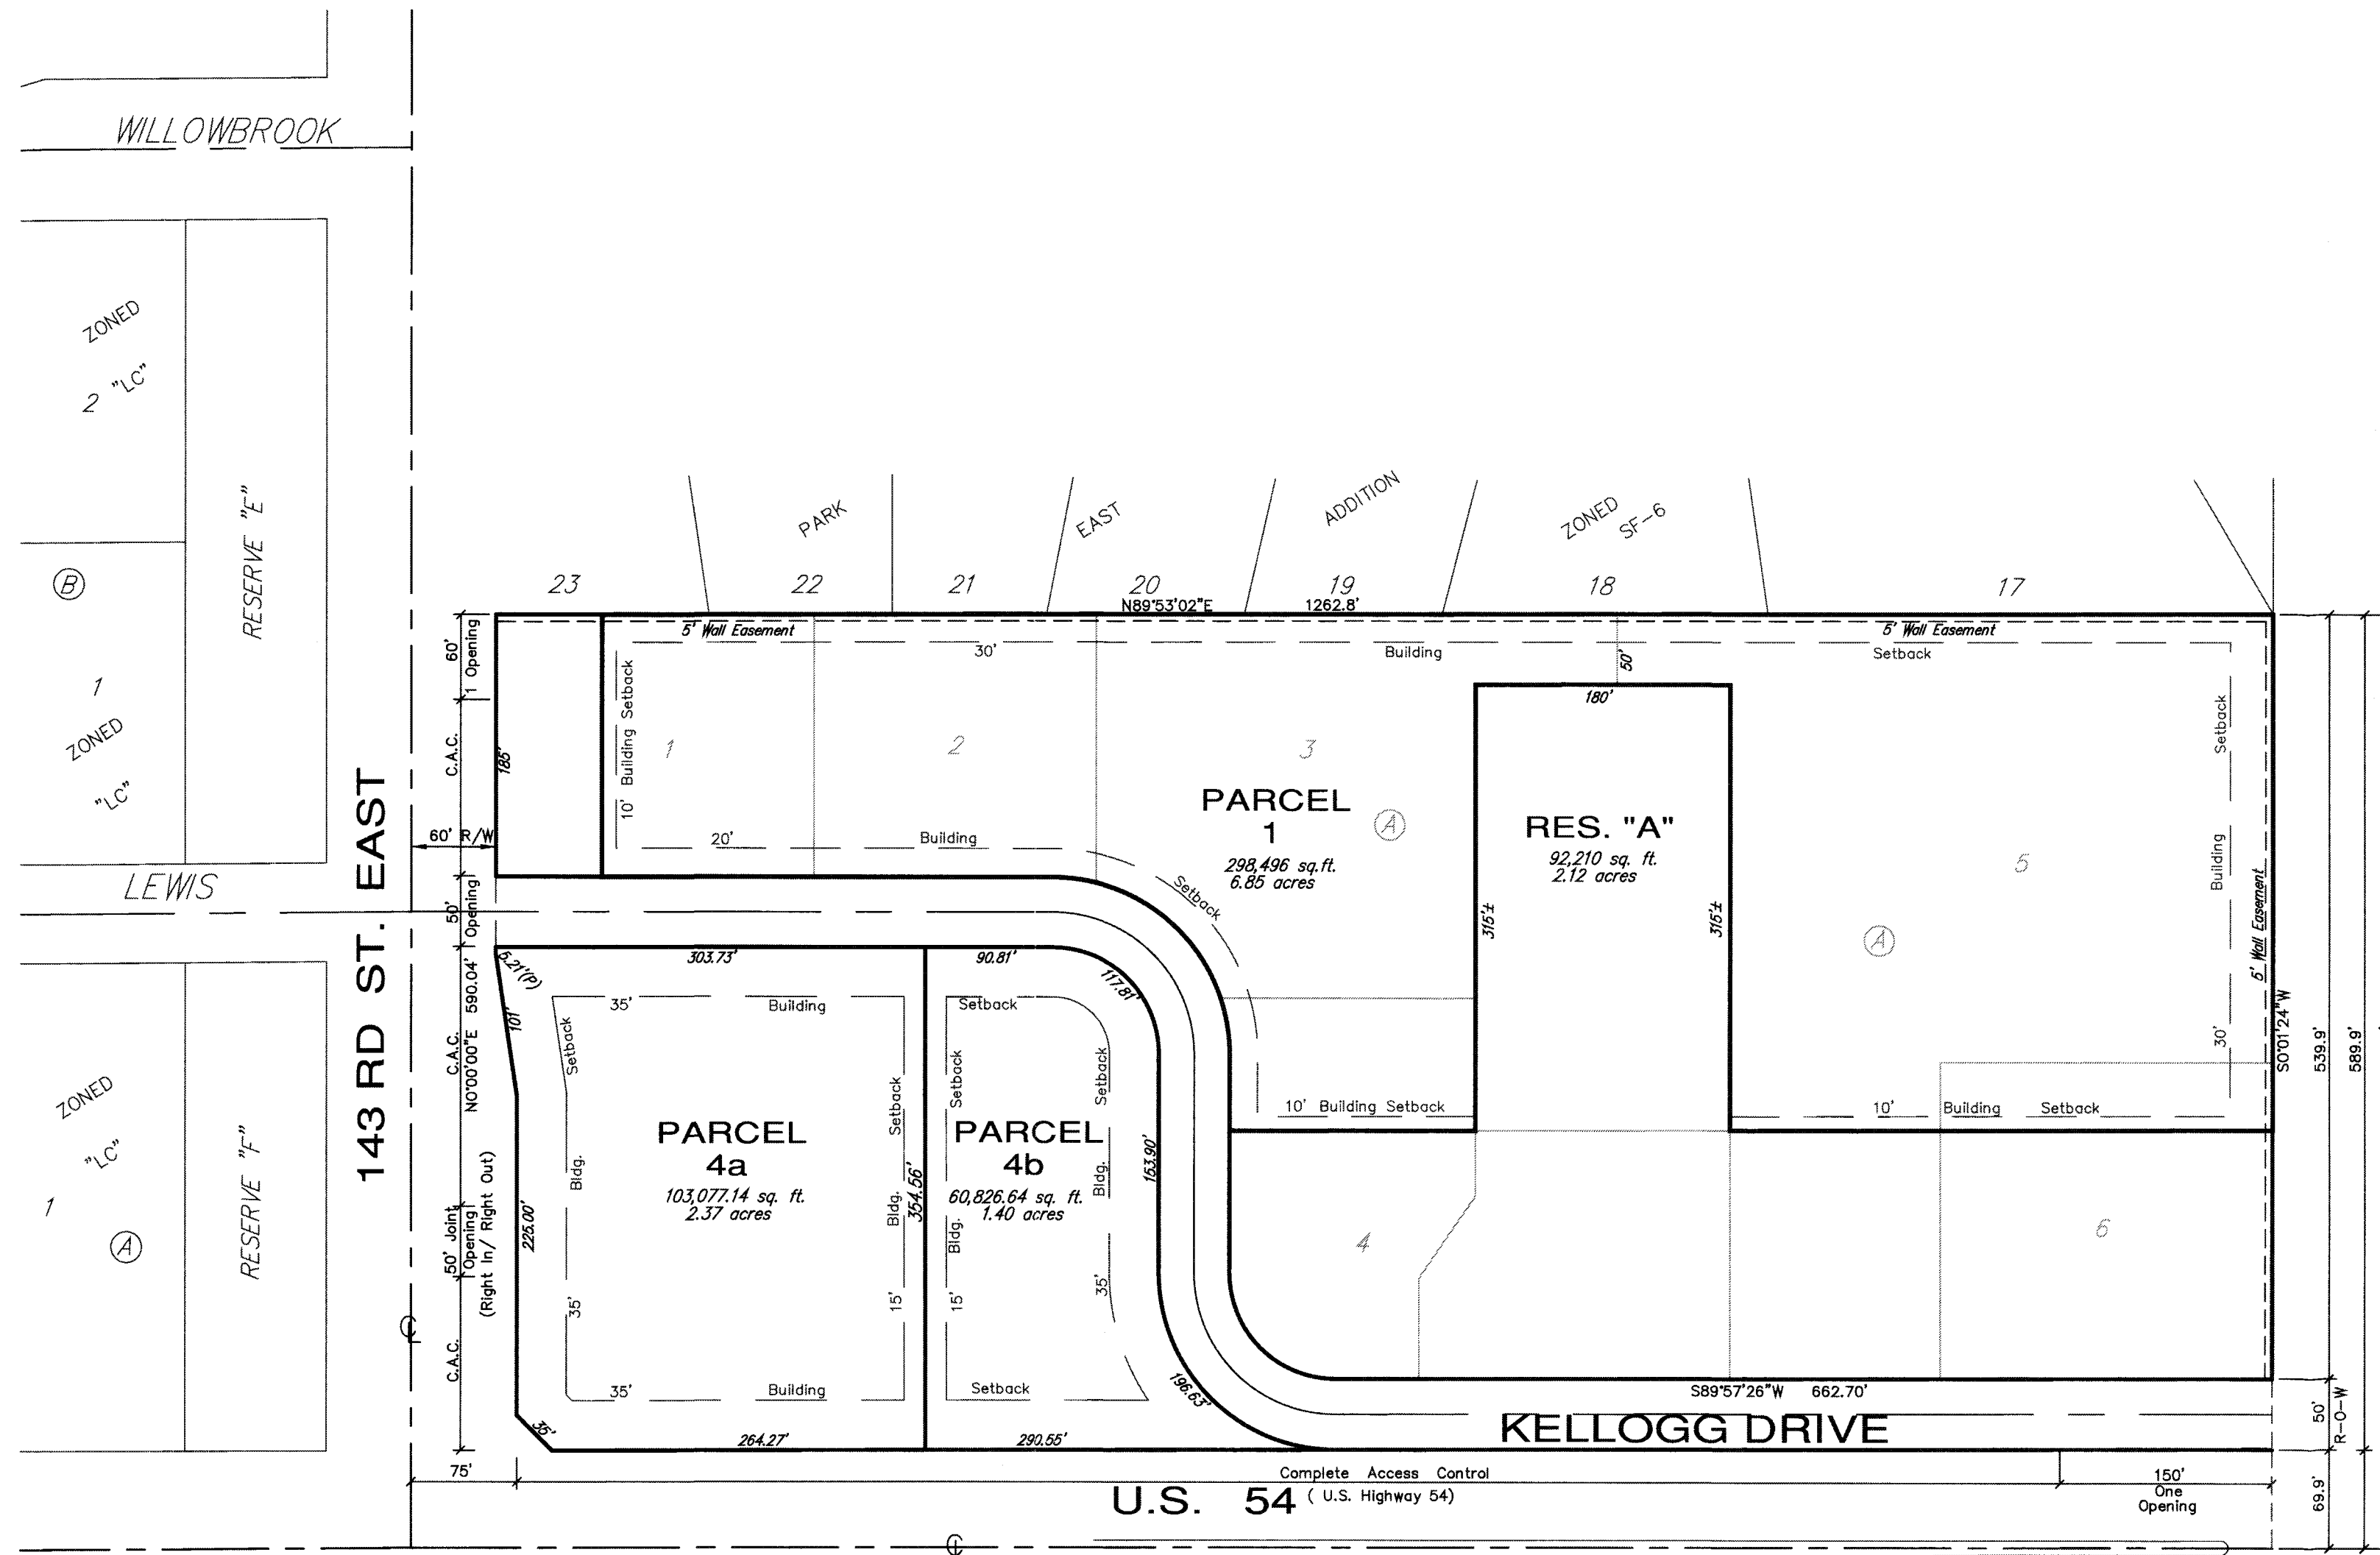 WILLOWBROOK
ZONED
2 "LC"
RESERVE "E"
B
1
ZONED
"LC"
LEWIS
ZONED
"LC"
1
A
RESERVE "F"
143 RD ST. EAST
PARK
EAST
ADDITION
ZONED
SF-6
23
22
21
20
19
18
17
N89°53'02"E
1262.8'
60'
1 Opening
C.A.C.
185'
60' R/W
50'
Opening
C.A.C.
N0°00'00"E 590.04'
50' Joint
Opening
(Right In/ Right Out)
C.A.C.
5' Wall Easement
30'
Building
5' Wall Easement
Setback
10' Building Setback
1
2
3
50'
180'
Setback
PARCEL
1
298,496 sq.ft.
6.85 acres
A
RES. "A"
92,210 sq. ft.
2.12 acres
315'±
315'±
5
A
20'
Building
Setback
Building
30'
5' Wall Easement
S0°01'24"W
539.9'
589.9'
5.21'(P)
303.73'
90.81'
117.81'
101'
35'
Building
Setback
Setback
Setback
Setback
Setback
10' Building Setback
10'
Building
Setback
PARCEL
4a
103,077.14 sq. ft.
2.37 acres
PARCEL
4b
60,826.64 sq. ft.
1.40 acres
Bldg.
Bldg.
Bldg.
Bldg.
354.56'
153.90'
225.00'
35'
15'
15'
35'
4
6
℄
35'
Building
Setback
196.63'
35'
264.27'
290.55'
S89°57'26"W
662.70'
KELLOGG DRIVE
50'
R-O-W
75'
Complete Access Control
U.S. 54
( U.S. Highway 54)
150'
One
Opening
69.9'
℄